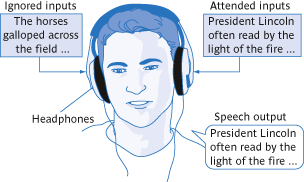 Ignored inputs
The horses
galloped across
the field ...
Attended inputs
President Lincoln
often read by the
light of the fire ...
Headphones
Speech output
President Lincoln
often read by the
light of the fire ...